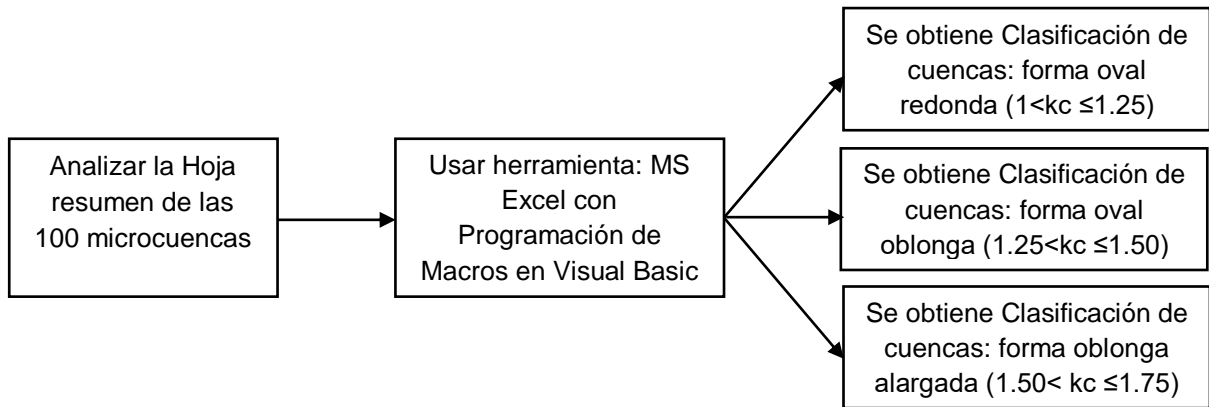 Analizar la Hoja
resumen de las
100 microcuencas
Usar herramienta: MS
Excel con
Programación de
Macros en Visual Basic
Se obtiene Clasificación de
cuencas: forma oval
redonda (1<kc ≤1.25)
Se obtiene Clasificación de
cuencas: forma oval
oblonga (1.25<kc ≤1.50)
Se obtiene Clasificación de
cuencas: forma oblonga
alargada (1.50< kc ≤1.75)